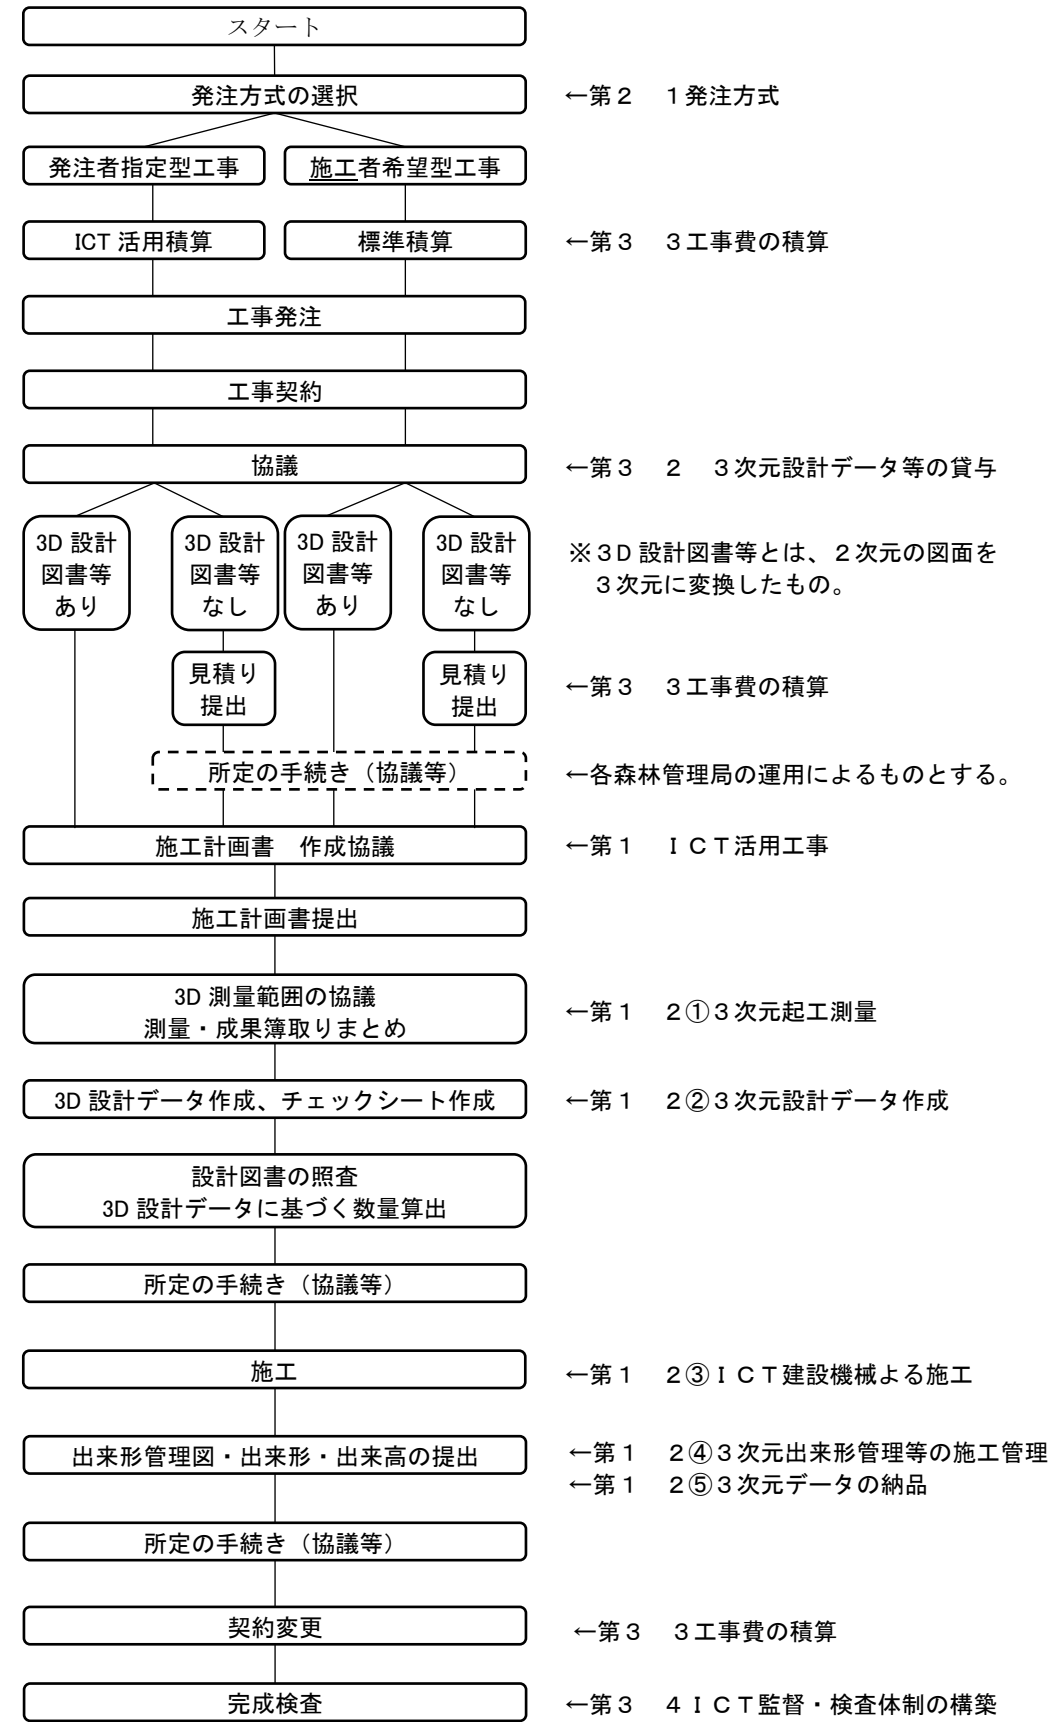 スタート
発注方式の選択
←第２　１発注方式
発注者指定型工事
施工者希望型工事
ICT 活用積算
標準積算
←第３　３工事費の積算
工事発注
工事契約
協議
←第３　２　３次元設計データ等の貸与
3D 設計
図書等
あり
3D 設計
図書等
なし
3D 設計
図書等
あり
3D 設計
図書等
なし
※３D 設計図書等とは、２次元の図面を
３次元に変換したもの。
見積り
提出
見積り
提出
←第３　３工事費の積算
所定の手続き（協議等）
←各森林管理局の運用によるものとする。
施工計画書　作成協議
←第１　ＩＣＴ活用工事
施工計画書提出
3D 測量範囲の協議
測量・成果簿取りまとめ
←第１　２①３次元起工測量
3D 設計データ作成、チェックシート作成
←第１　２②３次元設計データ作成
設計図書の照査
3D 設計データに基づく数量算出
所定の手続き（協議等）
施工
←第１　２③ＩＣＴ建設機械よる施工
出来形管理図・出来形・出来高の提出
←第１　２④３次元出来形管理等の施工管理
←第１　２⑤３次元データの納品
所定の手続き（協議等）
契約変更
←第３　３工事費の積算
完成検査
←第３　４ＩＣＴ監督・検査体制の構築